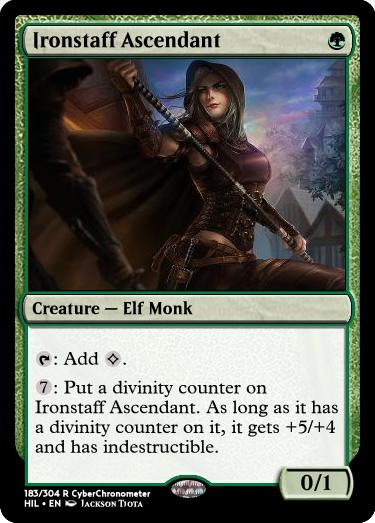 Ironstaff Ascendant
Creature — Elf Monk
: Add .
7: Put a divinity counter on
Ironstaff Ascendant. As long as it has
a divinity counter on it, it gets +5/+4
and has indestructible.
0/1
183/304 R CyberChronometer
HIL • EN Jackson Tjota